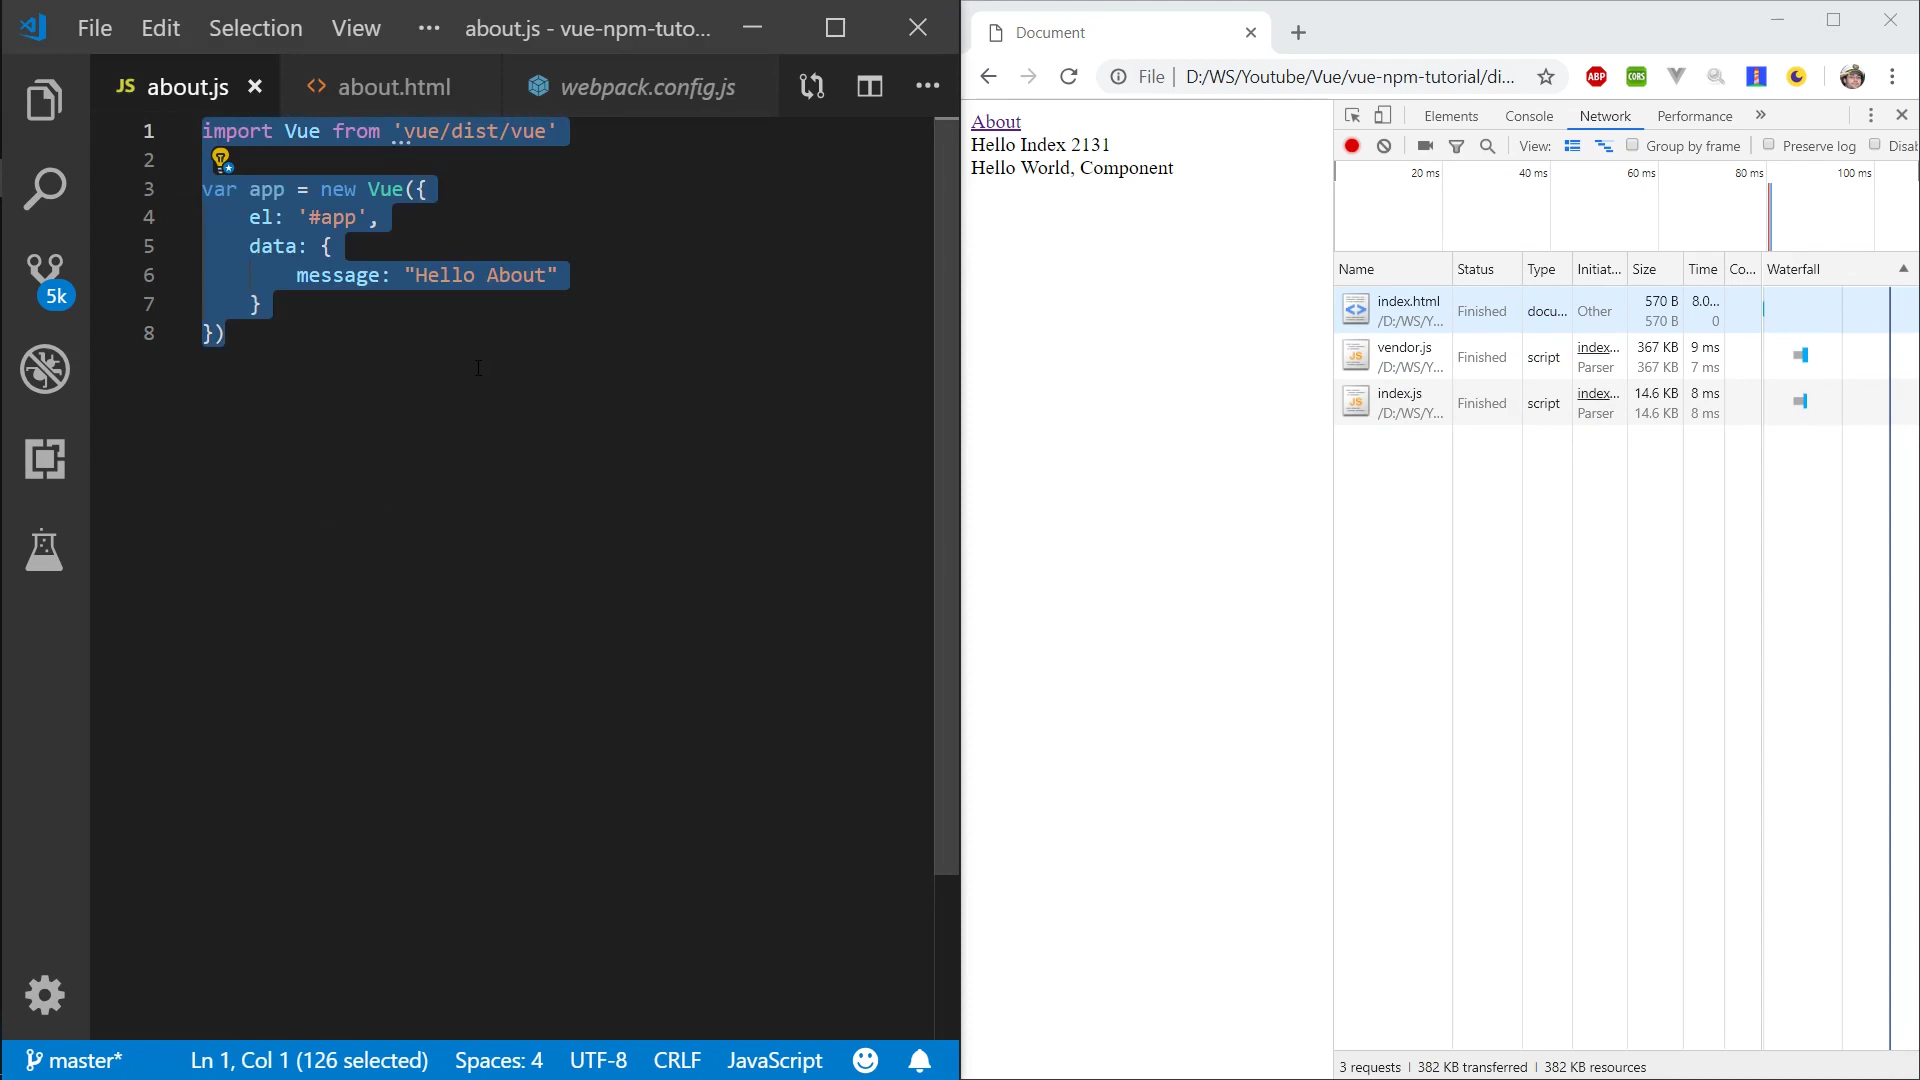 File Edit Selection View ··· about.js - vue-npm-tuto...
JS about.js <> about.html webpack.config.js
1 import Vue from 'vue/dist/vue'
2
3 var app = new Vue({
4 el: '#app',
5 data: {
6 message: "Hello About"
7 }
8 })
5k
master* Ln 1, Col 1 (126 selected) Spaces: 4 UTF-8 CRLF JavaScript
Document
File D:/WS/Youtube/Vue/vue-npm-tutorial/di... ABP CORS
About
Hello Index 2131
Hello World, Component
Elements Console Network Performance »
View: Group by frame Preserve log Disab
20 ms 40 ms 60 ms 80 ms 100 ms
Name Status Type Initiat... Size Time Co... Waterfall
index.html Finished docu... Other 570 B 8.0...
/D:/WS/Y... 570 B 0
vendor.js Finished script index... 367 KB 9 ms
/D:/WS/Y... Parser 367 KB 7 ms
index.js Finished script index... 14.6 KB 8 ms
/D:/WS/Y... Parser 14.6 KB 8 ms
3 requests | 382 KB transferred | 382 KB resources